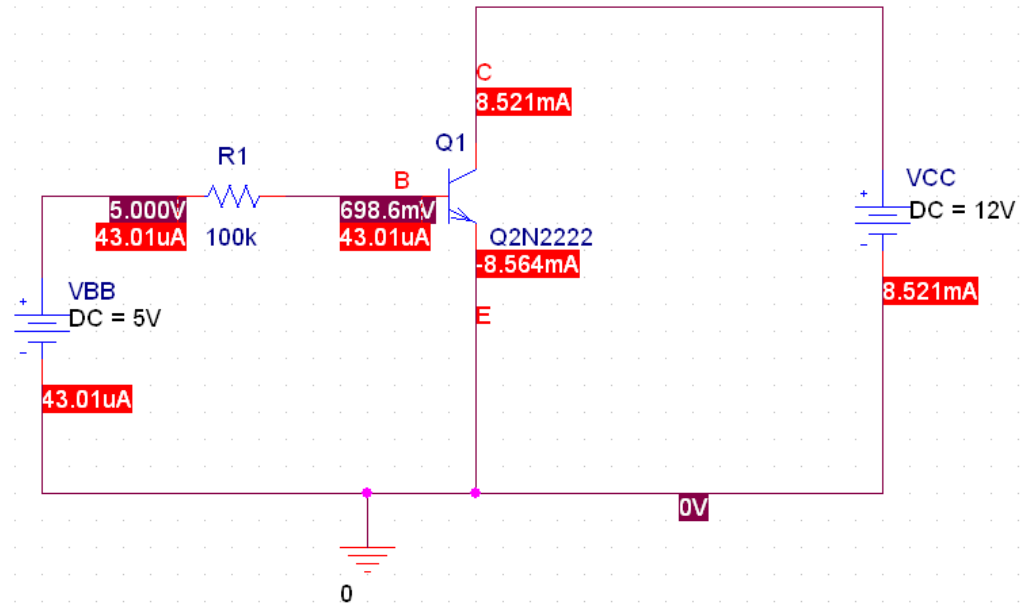 C
8.521mA
Q1
R1
B
VCC
5.000V
698.6mV
DC = 12V
43.01uA
100k
43.01uA
Q2N2222
-8.564mA
VBB
8.521mA
DC = 5V
E
43.01uA
0V
0